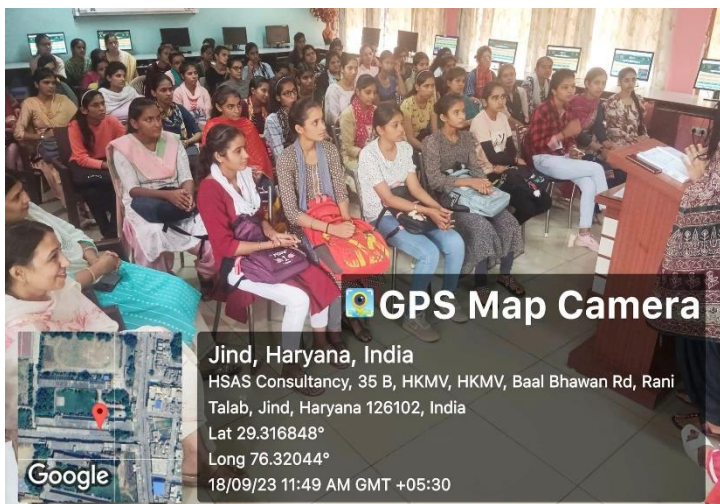 GPS Map Camera
Jind, Haryana, India
HSAS Consultancy, 35 B, HKMV, HKMV, Baal Bhawan Rd, Rani
Talab, Jind, Haryana 126102, India
Lat 29.316848°
Long 76.32044°
18/09/23 11:49 AM GMT +05:30
Google